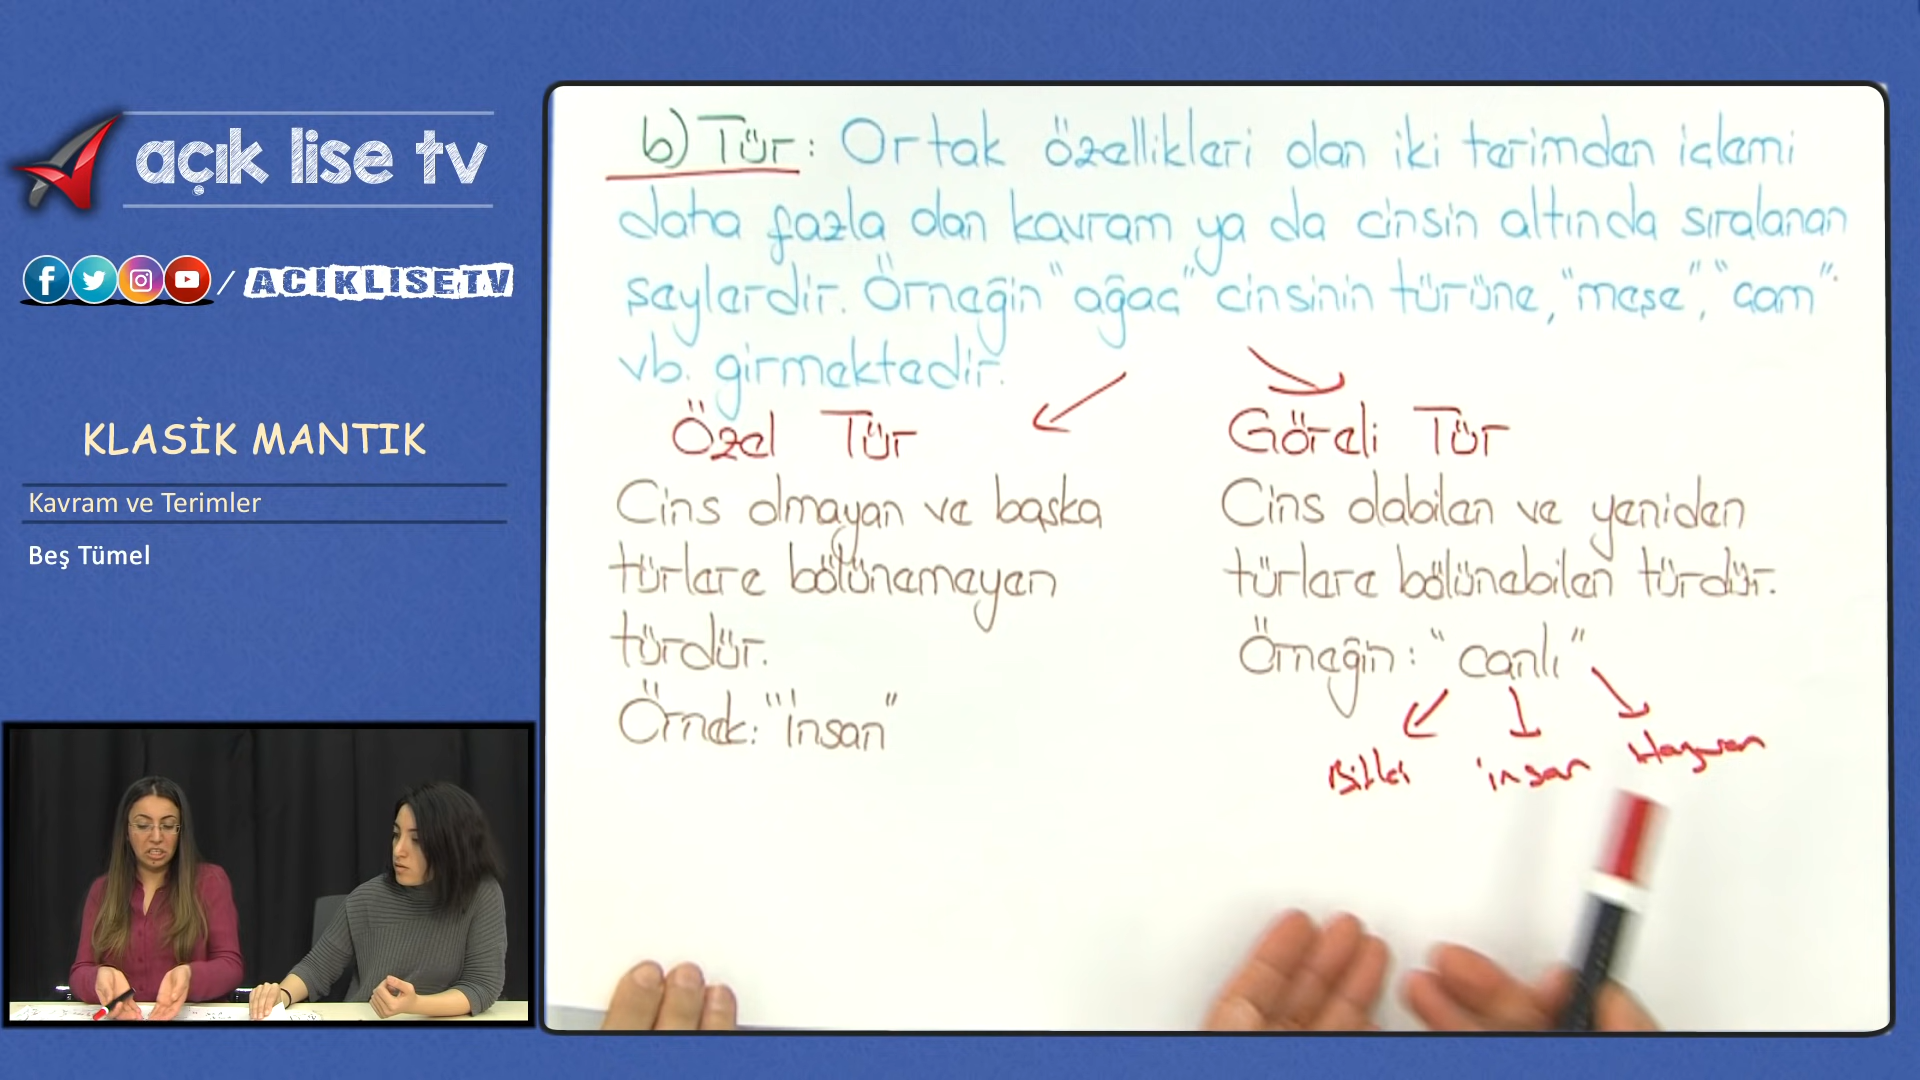 açık lise tv
/ ACIKLISETV
KLASİK MANTIK
Kavram ve Terimler
Beş Tümel
b) Tür: Ortak özellikleri olan iki terimden içlemi
daha fazla olan kavram ya da cinsin altında sıralanan
şeylerdir. Örneğin "ağaç" cinsinin türüne, "meşe", "çam"
vb. girmektedir.
Özel Tür
Cins olmayan ve başka
türlere bölünemeyen
türdür.
Örnek: "insan"
Göreli Tür
Cins olabilen ve yeniden
türlere bölünebilen türdür.
Örneğin: "canlı"
Bitki insan Hayvan